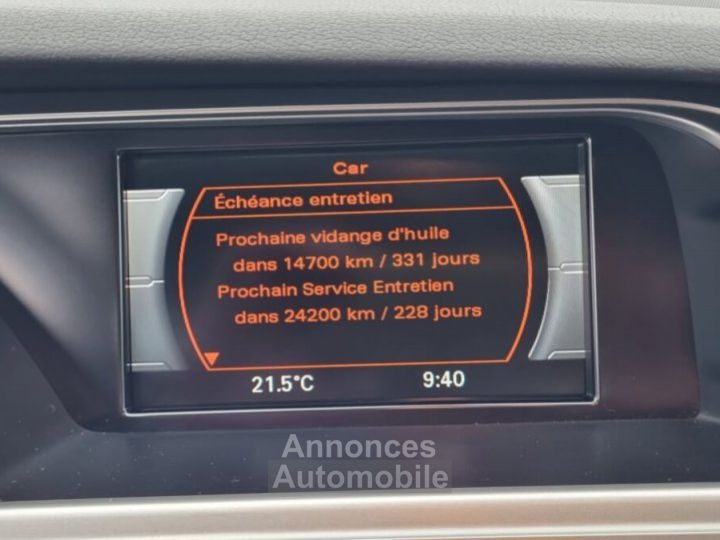 Car
Échéance entretien
Prochaine vidange d'huile
dans 14700 km / 331 jours
Prochain Service Entretien
dans 24200 km / 228 jours
21.5°C 9:40
Annonces
Automobile